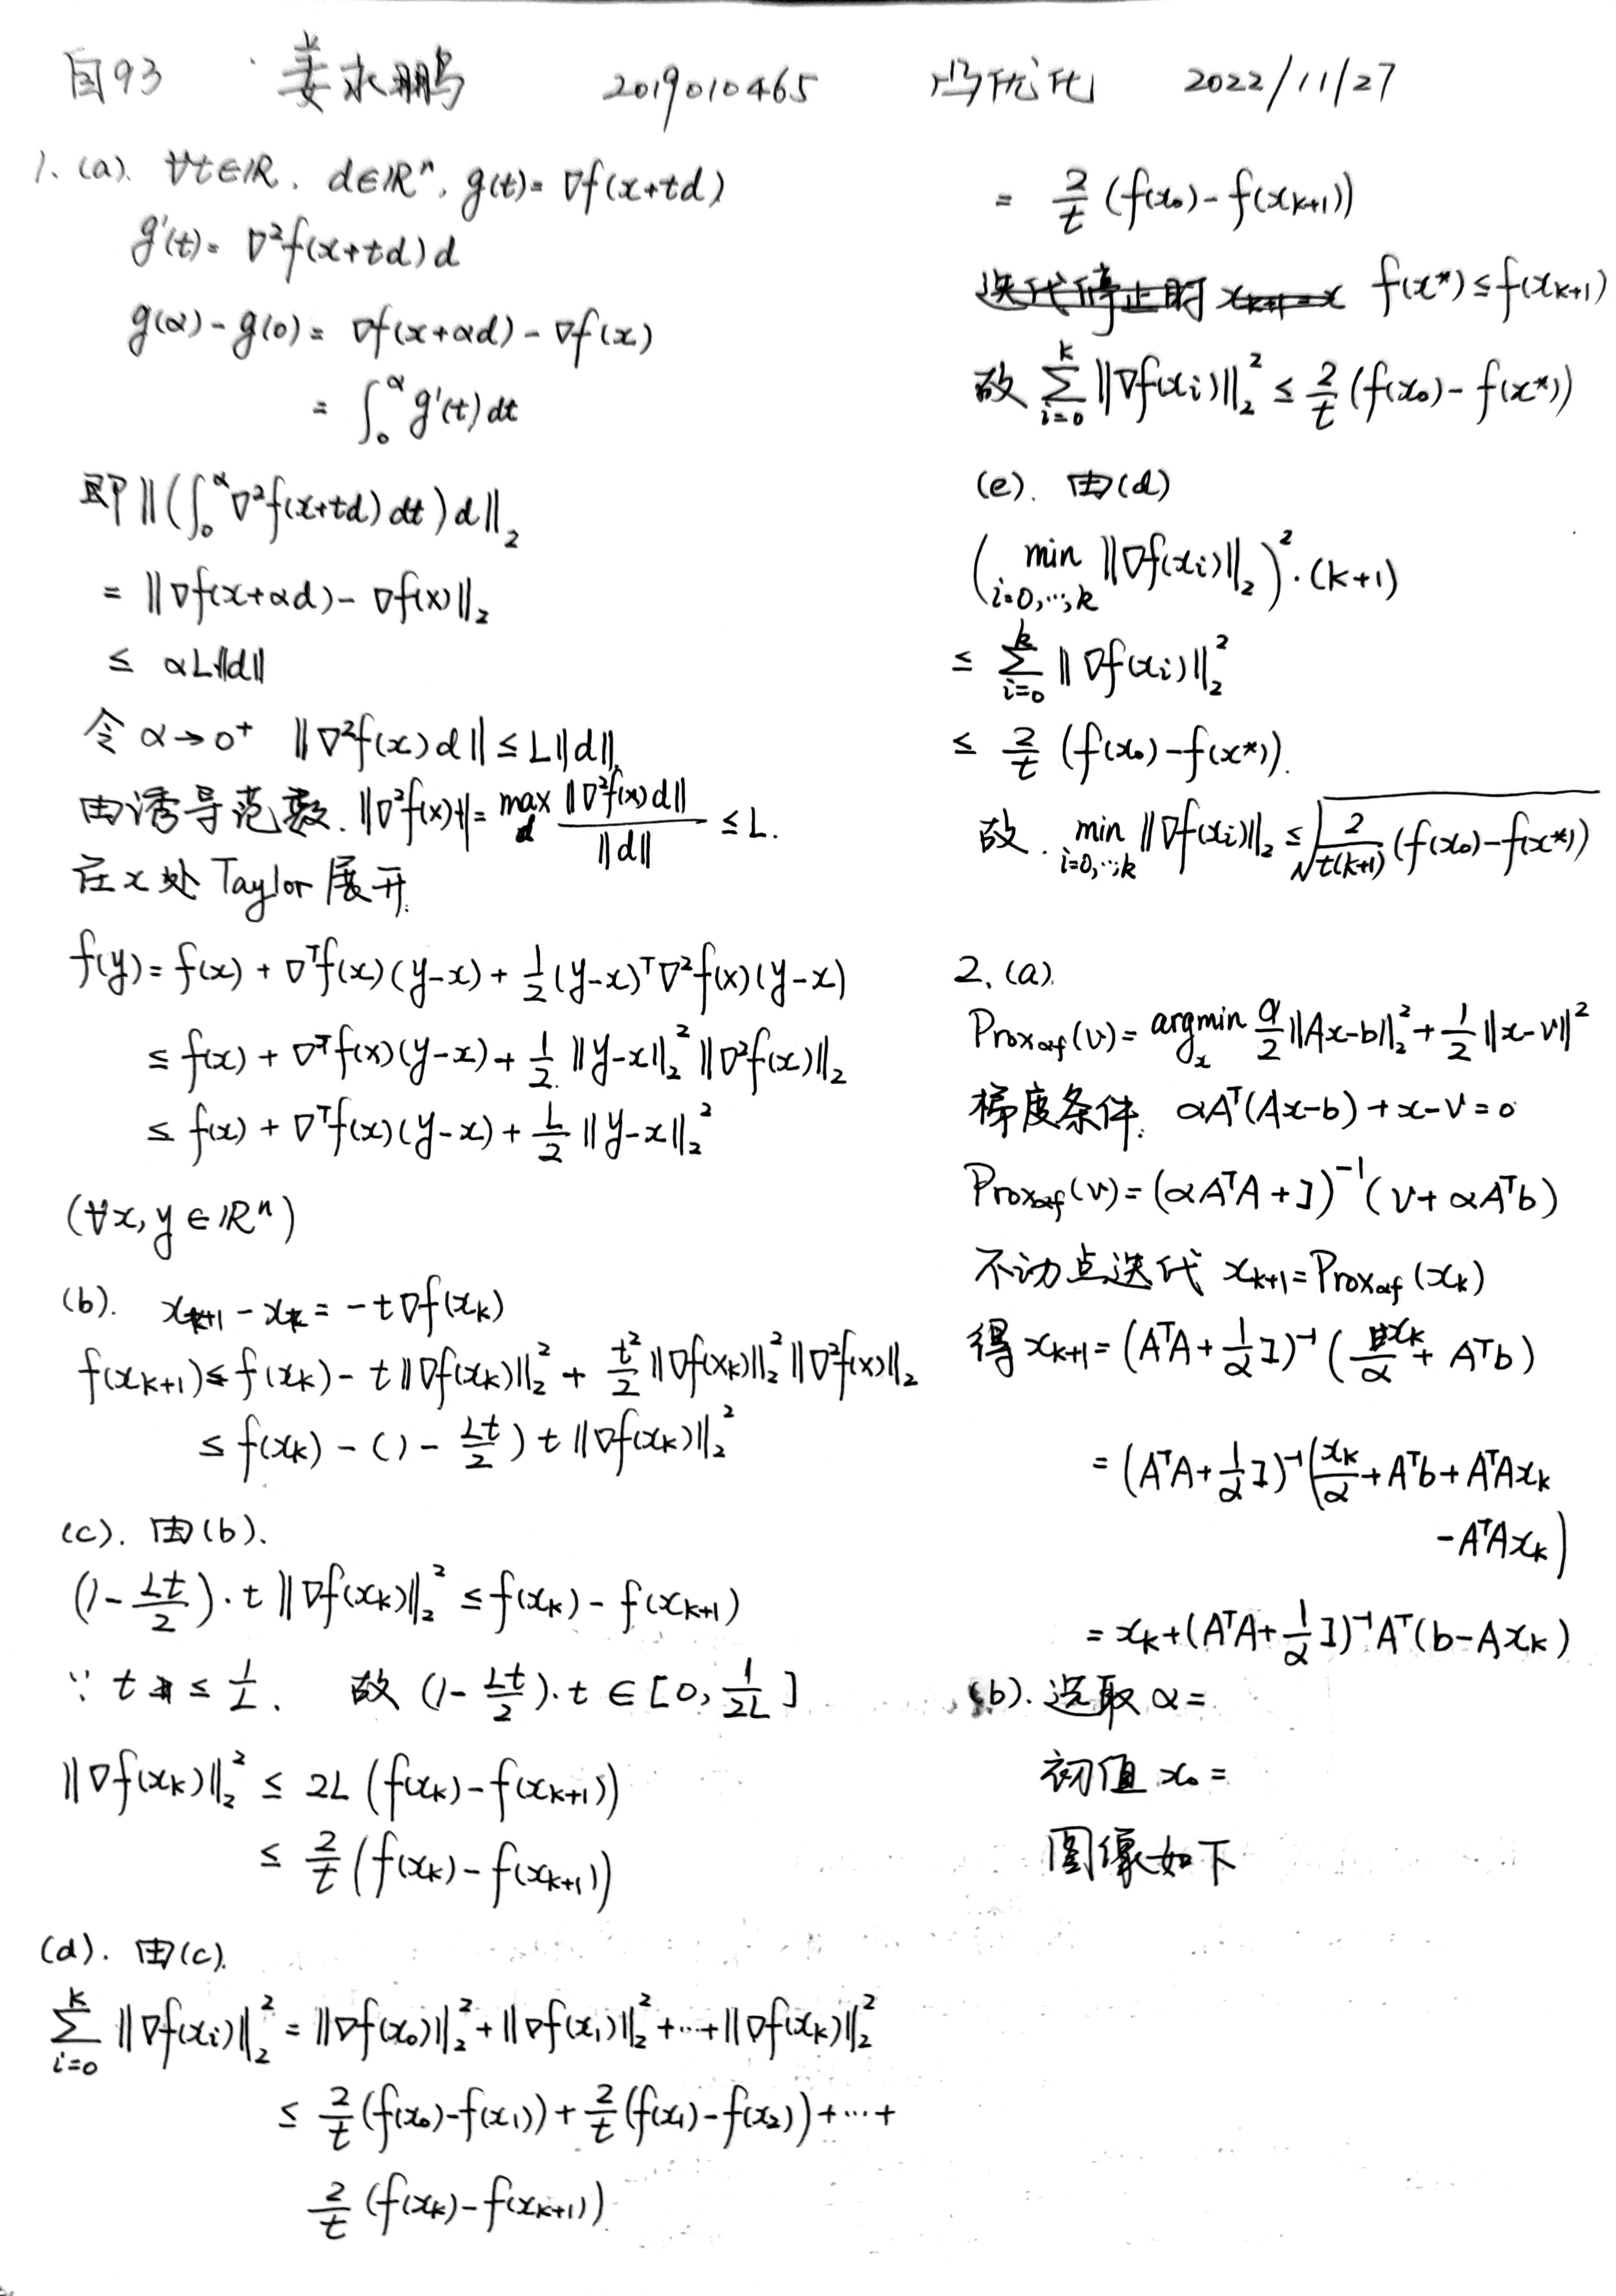 自93 姜永鹏 2019010465 凸优化 2022/11/27
1、(a). ∀t∈ℝ, d∈ℝⁿ, g(t)= ∇f(x+td)
g'(t)= ∇²f(x+td)d
g(α)-g(0)= ∇f(x+αd)-∇f(x)
= ∫₀^α g'(t)dt
即‖(∫₀^α ∇²f(x+td)dt)d‖₂
= ‖∇f(x+αd)-∇f(x)‖₂
≤ αL‖d‖
令 α→0⁺ ‖∇²f(x)d‖≤L‖d‖.
由诱导范数. ‖∇²f(x)‖= max_d ‖∇²f(x)d‖/‖d‖ ≤L.
在x处Taylor展开.
f(y)= f(x) + ∇ᵀf(x)(y-x) + 1/2 (y-x)ᵀ∇²f(x)(y-x)
≤ f(x) + ∇ᵀf(x)(y-x) + 1/2 ‖y-x‖₂² ‖∇²f(x)‖₂
≤ f(x) + ∇ᵀf(x)(y-x) + L/2 ‖y-x‖₂²
(∀x, y∈ℝⁿ)
(b). x_{k+1} - x_k = -t∇f(x_k)
f(x_{k+1}) ≤ f(x_k) - t‖∇f(x_k)‖₂² + t²/2 ‖∇f(x_k)‖₂² ‖∇²f(x)‖₂
≤ f(x_k) - (1 - Lt/2) t‖∇f(x_k)‖₂²
(c). 由(b).
(1-Lt/2)·t‖∇f(x_k)‖₂² ≤ f(x_k) - f(x_{k+1})
∵ t ≤ 1/L. 故 (1-Lt/2)·t ∈ [0, 1/2L]
‖∇f(x_k)‖₂² ≤ 2L(f(x_k)-f(x_{k+1}))
≤ 2/t (f(x_k)-f(x_{k+1}))
(d). 由(c).
∑_{i=0}^k ‖∇f(x_i)‖₂² = ‖∇f(x₀)‖₂²+‖∇f(x₁)‖₂²+⋯+‖∇f(x_k)‖₂²
≤ 2/t (f(x₀)-f(x₁)) + 2/t (f(x₁)-f(x₂)) +⋯+
2/t (f(x_k)-f(x_{k+1}))
= 2/t (f(x₀)-f(x_{k+1}))
迭代停止时 x_{k+1}=x f(x*)≤f(x_{k+1})
故 ∑_{i=0}^k ‖∇f(x_i)‖₂² ≤ 2/t (f(x₀)-f(x*))
(e). 由(d)
(min_{i=0,⋯,k} ‖∇f(x_i)‖₂)²·(k+1)
≤ ∑_{i=0}^k ‖∇f(x_i)‖₂²
≤ 2/t (f(x₀)-f(x*)).
故. min_{i=0,⋯,k} ‖∇f(x_i)‖₂ ≤ √(2/(t(k+1)) (f(x₀)-f(x*)))
2、(a).
Prox_{αf}(v)= argmin_x α/2 ‖Ax-b‖₂² + 1/2 ‖x-v‖²
梯度条件: αAᵀ(Ax-b)+x-v=0
Prox_{αf}(v)= (αAᵀA+I)⁻¹(v+αAᵀb)
不动点迭代 x_{k+1}=Prox_{αf}(x_k)
得 x_{k+1}= (AᵀA+1/α I)⁻¹(x_k/α + Aᵀb)
= (AᵀA+1/α I)⁻¹(x_k/α+Aᵀb+AᵀAx_k
-AᵀAx_k)
= x_k+(AᵀA+1/α I)⁻¹Aᵀ(b-Ax_k)
(b). 选取 α=
初值 x₀=
图像如下